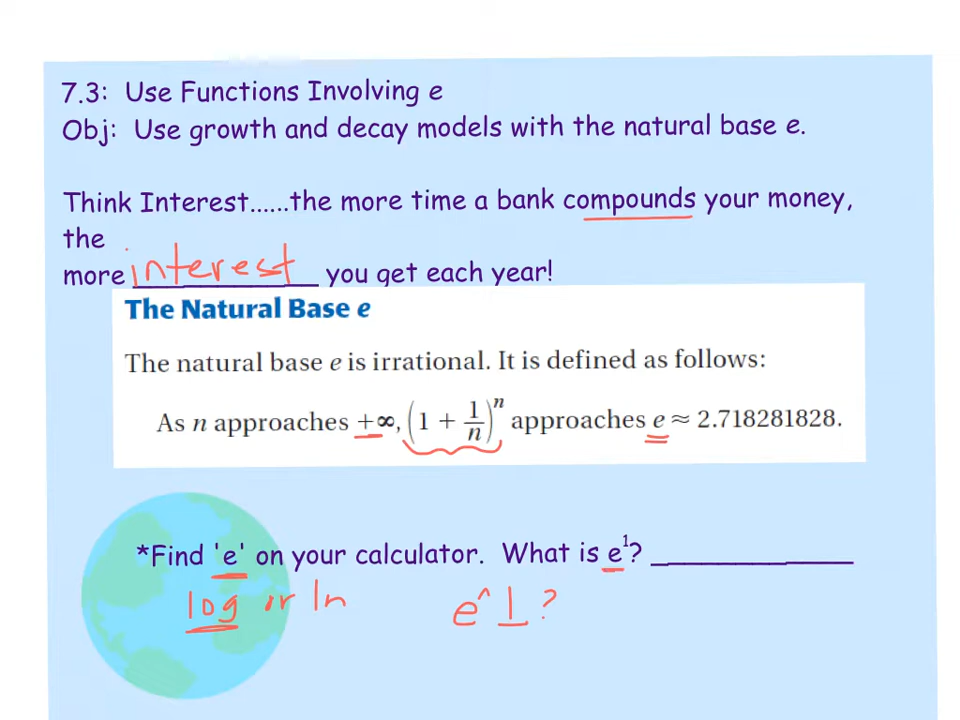 7.3: Use Functions Involving e
Obj: Use growth and decay models with the natural base e.
Think Interest......the more time a bank compounds your money,
the
more interest you get each year!
The Natural Base e
The natural base e is irrational. It is defined as follows:
As n approaches +∞, (1 + 1/n)^n approaches e ≈ 2.718281828.
*Find 'e' on your calculator. What is e¹? ______________
log or ln e^1?